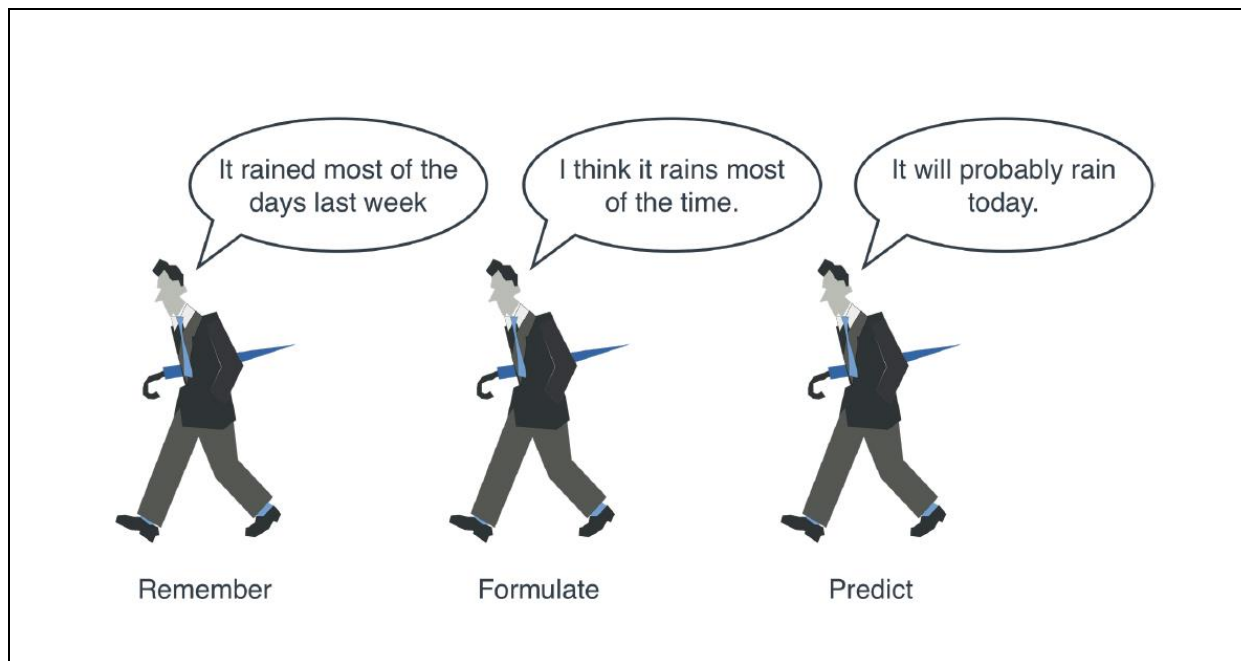 It rained most of the
days last week
I think it rains most
of the time.
It will probably rain
today.
Remember
Formulate
Predict